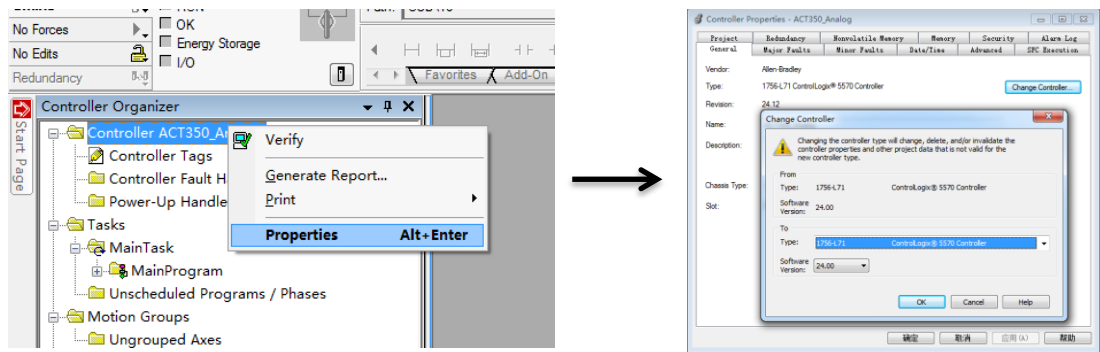 OK
No Forces
Energy Storage
No Edits
I/O
Redundancy
Favorites
Add-On
Start Page
Controller Organizer
Controller ACT350_An
Verify
Controller Tags
Generate Report...
Controller Fault H
Print
Power-Up Handle
Tasks
Properties Alt+Enter
MainTask
MainProgram
Unscheduled Programs / Phases
Motion Groups
Ungrouped Axes
Controller Properties - ACT350_Analog
Project Redundancy Nonvolatile Memory Memory Security Alarm Log
General Major Faults Minor Faults Date/Time Advanced SFC Execution
Vendor: Allen-Bradley
Type: 1756-L71 ControlLogix® 5570 Controller Change Controller...
Revision: 24.12
Name:
Description:
Chassis Type:
Slot:
Change Controller
Changing the controller type will change, delete, and/or invalidate the
controller properties and other project data that is not valid for the
new controller type.
From
Type: 1756-L71 ControlLogix® 5570 Controller
Software
Version: 24.00
To
Type: 1756-L71 ControlLogix® 5570 Controller
Software
Version: 24.00
OK Cancel Help
确定 取消 应用(A) 帮助